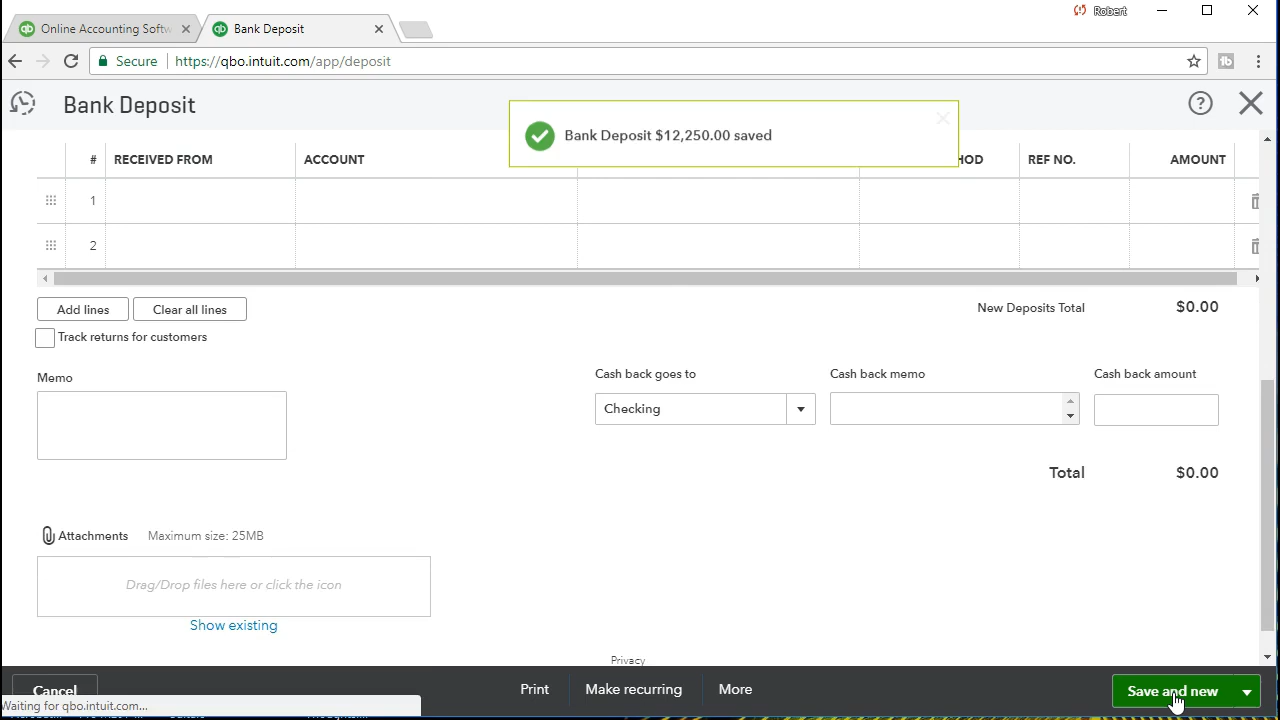 Robert
Online Accounting Softw
Bank Deposit
Secure
https://qbo.intuit.com/app/deposit
Bank Deposit
Bank Deposit $12,250.00 saved
# RECEIVED FROM ACCOUNT HOD REF NO. AMOUNT
1
2
Add lines Clear all lines New Deposits Total $0.00
Track returns for customers
Memo Cash back goes to Cash back memo Cash back amount
Checking
Total $0.00
Attachments Maximum size: 25MB
Drag/Drop files here or click the icon
Show existing
Privacy
Cancel Print Make recurring More Save and new
Waiting for qbo.intuit.com...